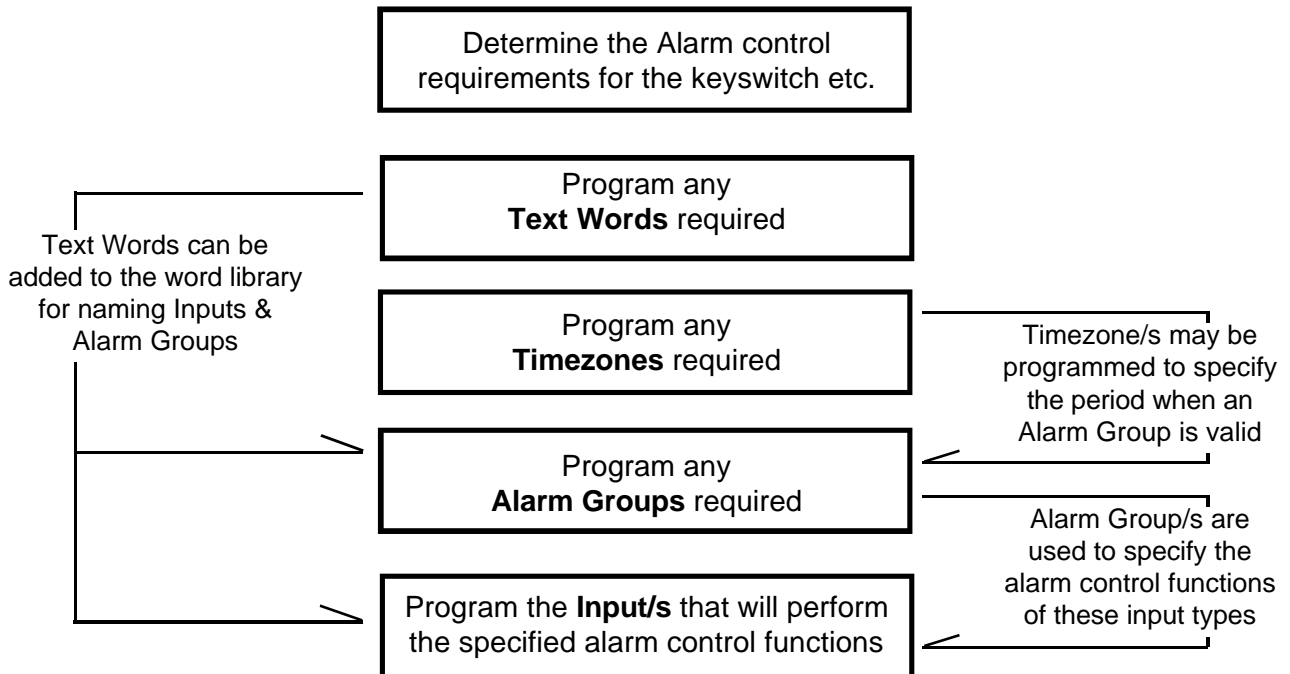 Determine the Alarm control
requirements for the keyswitch etc.
Program any
Text Words required
Text Words can be
added to the word library
for naming Inputs &
Alarm Groups
Program any
Timezones required
Timezone/s may be
programmed to specify
the period when an
Alarm Group is valid
Program any
Alarm Groups required
Alarm Group/s are
used to specify the
alarm control functions
of these input types
Program the Input/s that will perform
the specified alarm control functions